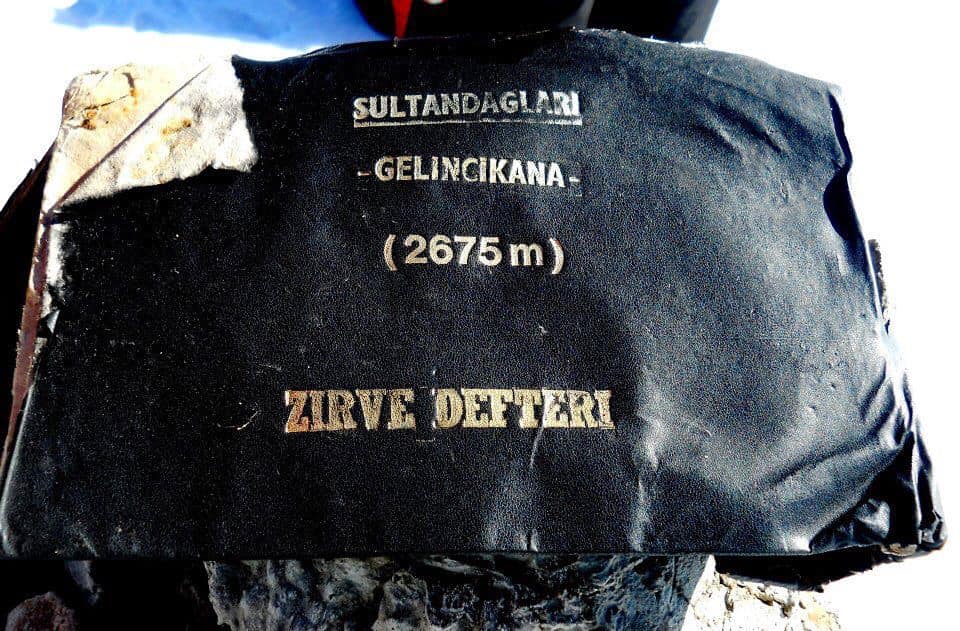 SULTANDAGLARI
-GELINCIKANA-
(2675 m)
ZIRVE DEFTERI